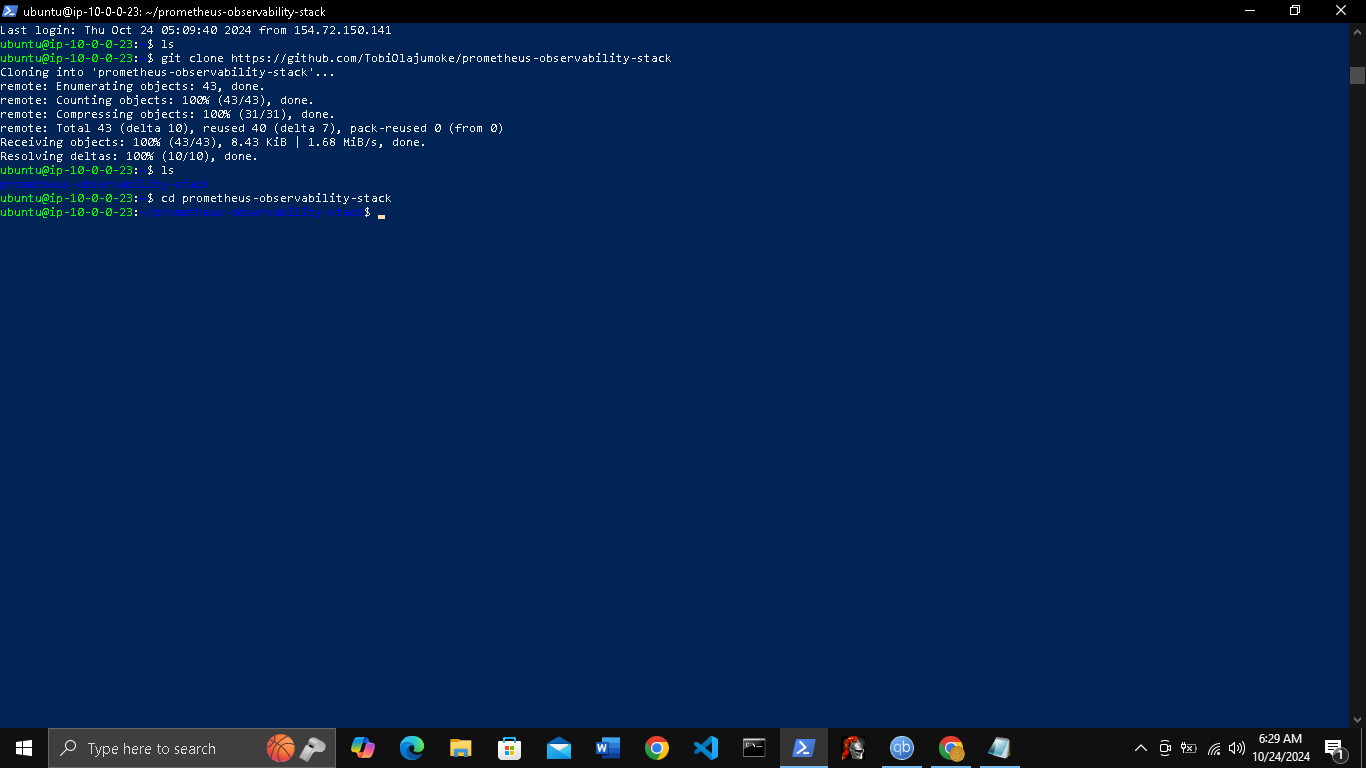 ubuntu@ip-10-0-0-23: ~/prometheus-observability-stack
Last login: Thu Oct 24 05:09:40 2024 from 154.72.150.141
ubuntu@ip-10-0-0-23:~$ ls
ubuntu@ip-10-0-0-23:~$ git clone https://github.com/TobiOlajumoke/prometheus-observability-stack
Cloning into 'prometheus-observability-stack'...
remote: Enumerating objects: 43, done.
remote: Counting objects: 100% (43/43), done.
remote: Compressing objects: 100% (31/31), done.
remote: Total 43 (delta 10), reused 40 (delta 7), pack-reused 0 (from 0)
Receiving objects: 100% (43/43), 8.43 KiB | 1.68 MiB/s, done.
Resolving deltas: 100% (10/10), done.
ubuntu@ip-10-0-0-23:~$ ls
prometheus-observability-stack
ubuntu@ip-10-0-0-23:~$ cd prometheus-observability-stack
ubuntu@ip-10-0-0-23:~/prometheus-observability-stack$
Type here to search
qb
6:29 AM
10/24/2024
1